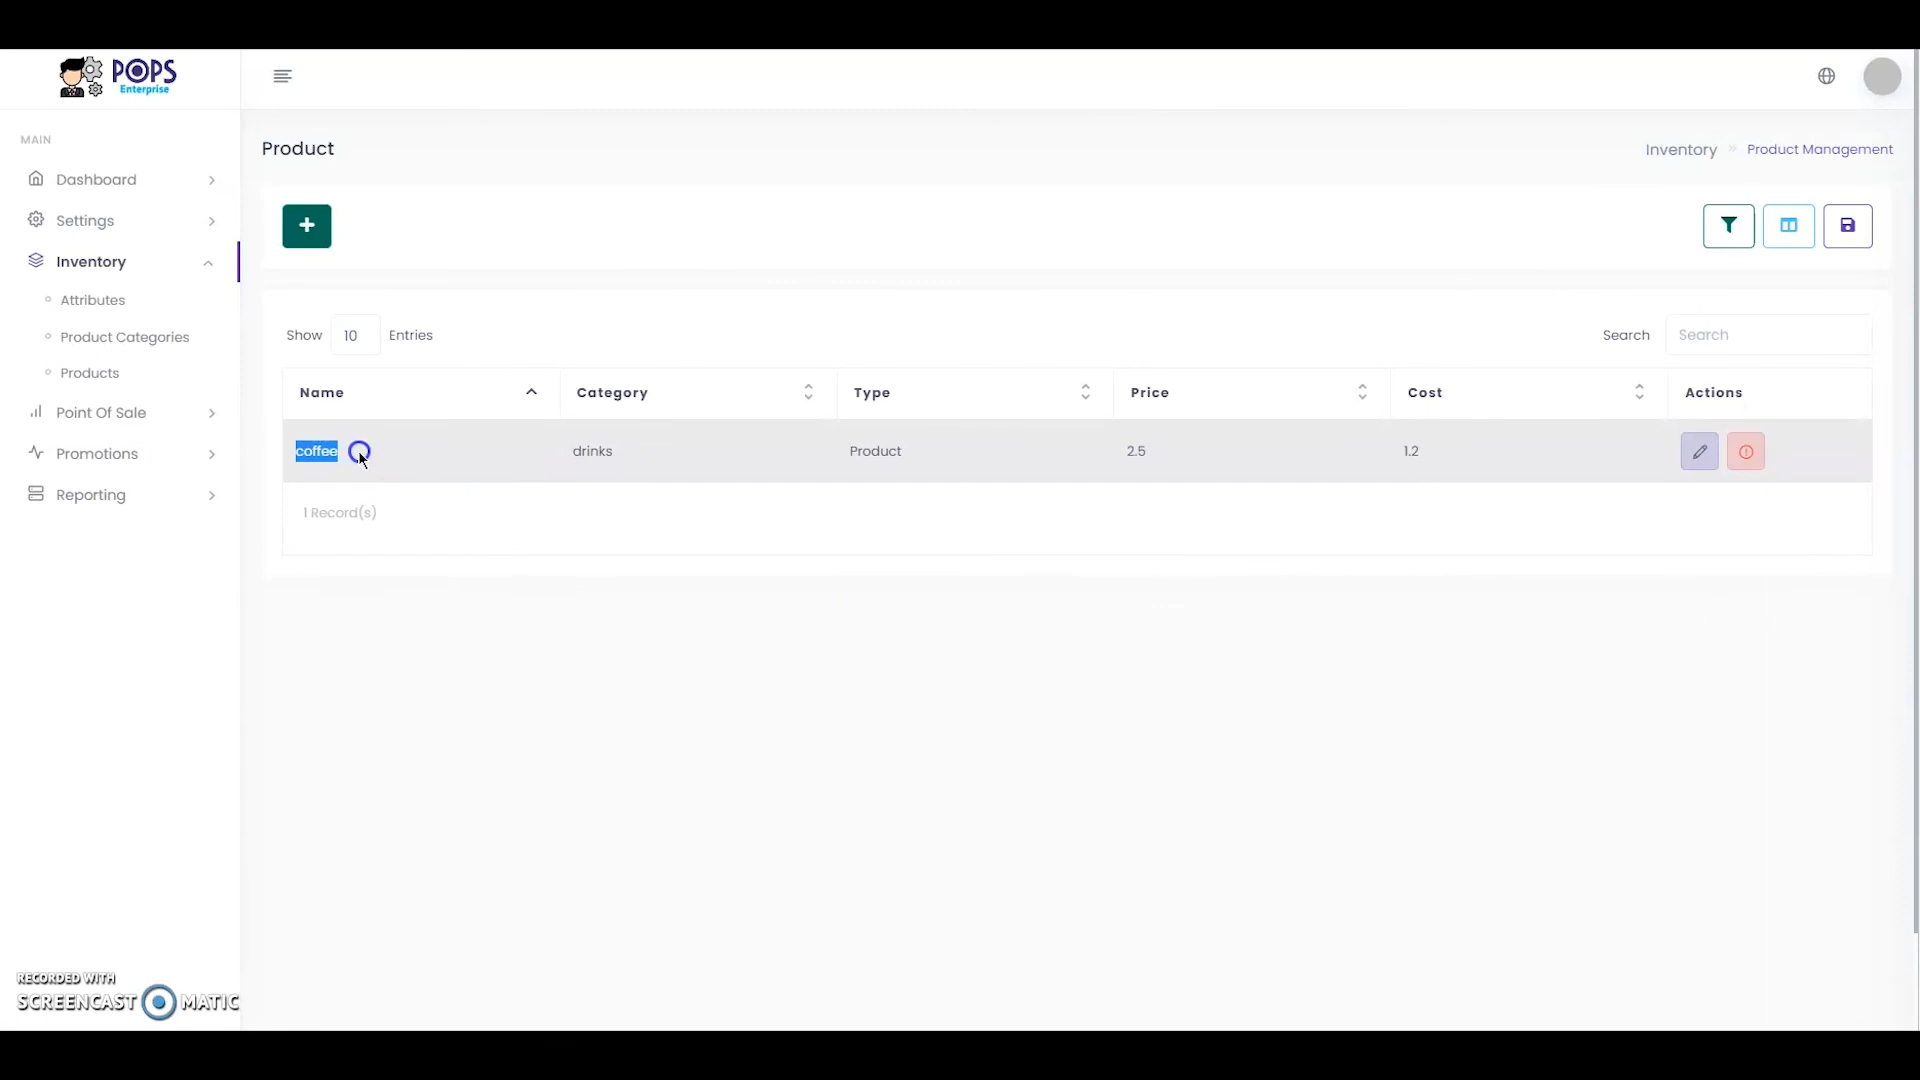 POPS
Enterprise
MAIN
Product
Inventory » Product Management
Dashboard
Settings
Inventory
Attributes
Product Categories
Products
Point Of Sale
Promotions
Reporting
+
Show 10 Entries
Search Search
Name Category Type Price Cost Actions
coffee drinks Product 2.5 1.2
1 Record(s)
RECORDED WITH
SCREENCAST MATIC